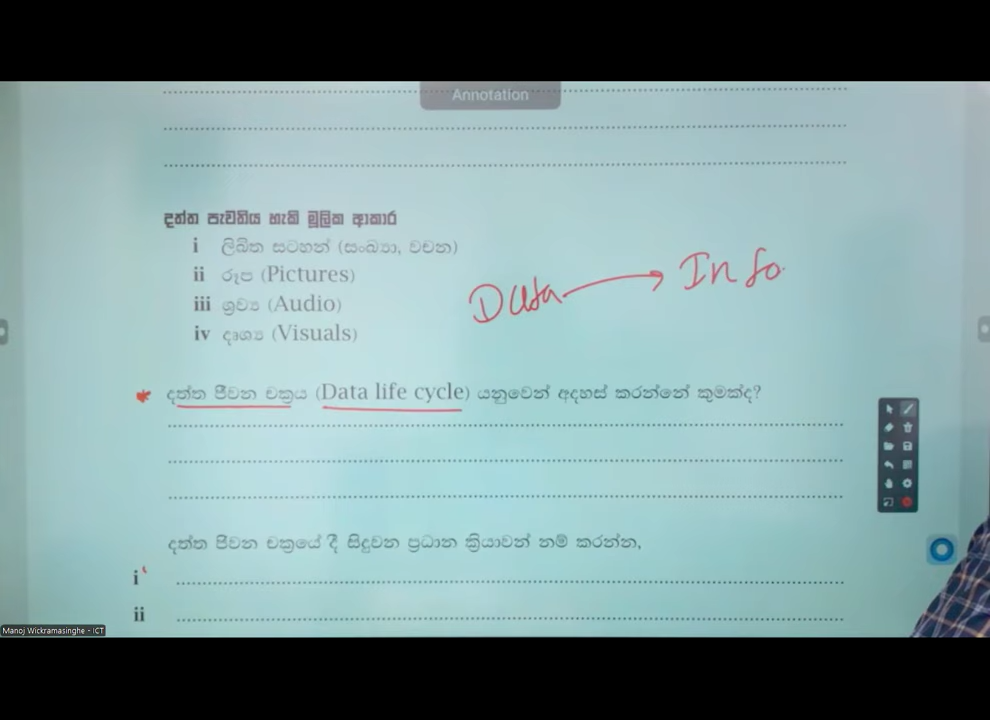 Annotation
දත්ත පැවතිය හැකි මූලික ආකාර
i ලිඛිත සටහන් (සංඛ්‍යා, වචන)
ii රූප (Pictures)
iii ශ්‍රව්‍ය (Audio)
iv දෘශ්‍ය (Visuals)
Data → Info.
* දත්ත ජීවන චක්‍රය (Data life cycle) යනුවෙන් අදහස් කරන්නේ කුමක්ද?
දත්ත ජීවන චක්‍රයේ දී සිදුවන ප්‍රධාන ක්‍රියාවන් නම් කරන්න,
i
ii
Manoj Wickramasinghe - ICT